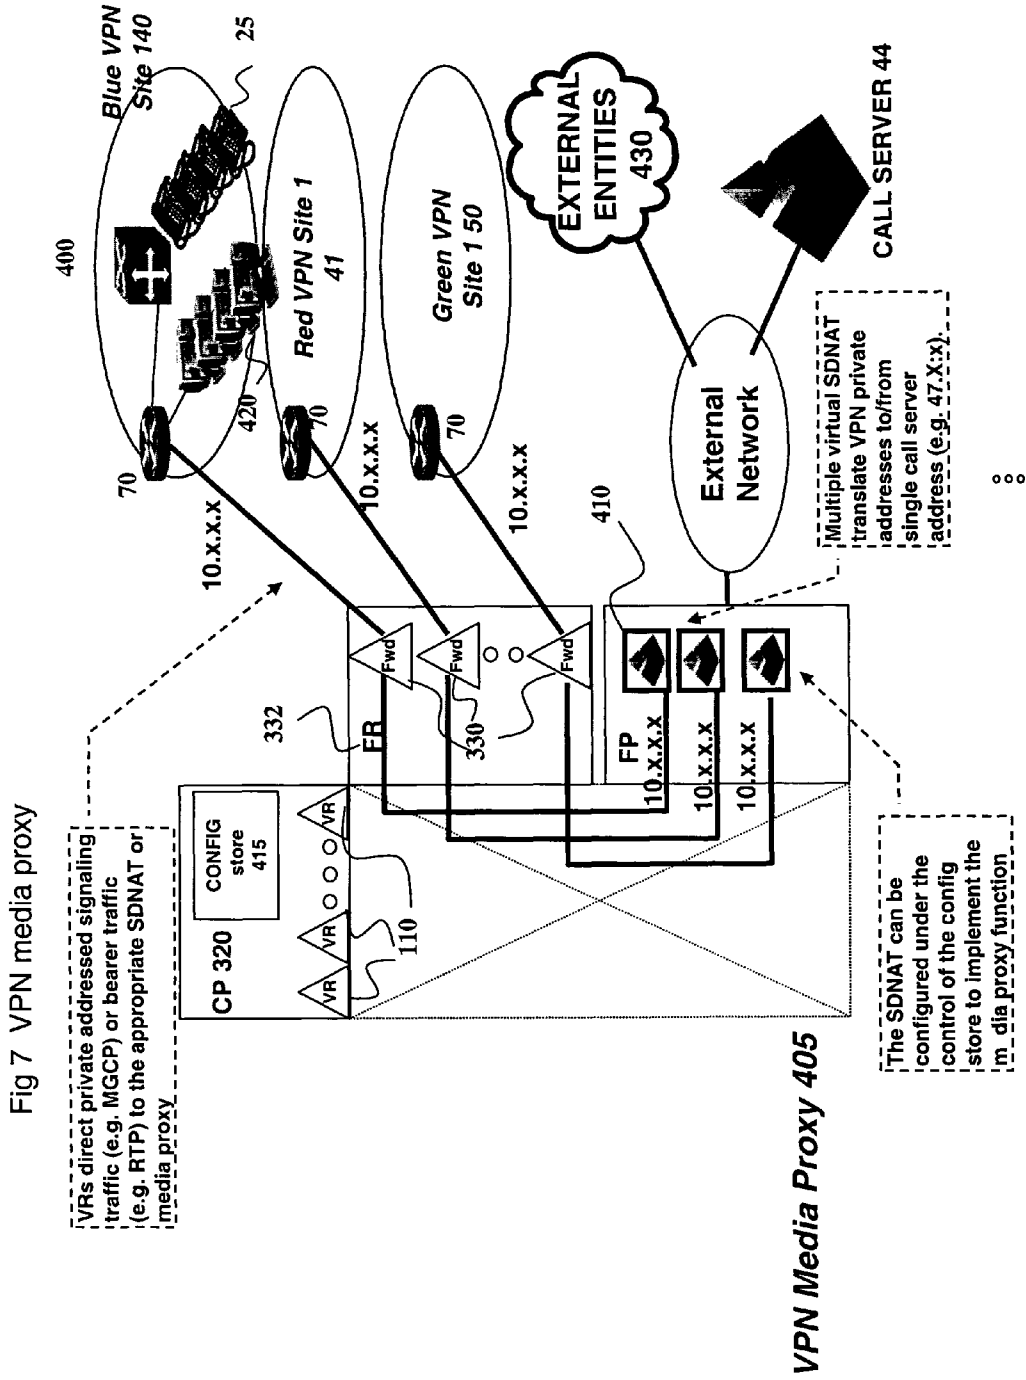 Fig 7 VPN media proxy
VRs direct private addressed signaling
traffic (e.g. MGCP) or bearer traffic
(e.g. RTP) to the appropriate SDNAT or
media proxy
Blue VPN
Site 140
25
400
420
70
10.x.x.x
Red VPN Site 1
41
70
10.x.x.x
Green VPN
Site 1 50
70
10.x.x.x
EXTERNAL
ENTITIES
430
CALL SERVER 44
External
Network
Multiple virtual SDNAT
translate VPN private
addresses to/from
single call server
address (e.g. 47.X:x).
410
CONFIG
store
415
CP 320
VR
VR
VR
110
332
FR
Fwd
Fwd
Fwd
330
FP
10.x.x.x
10.x.x.x
10.x.x.x
The SDNAT can be
configured under the
control of the config
store to implement the
m dia proxy function
VPN Media Proxy 405